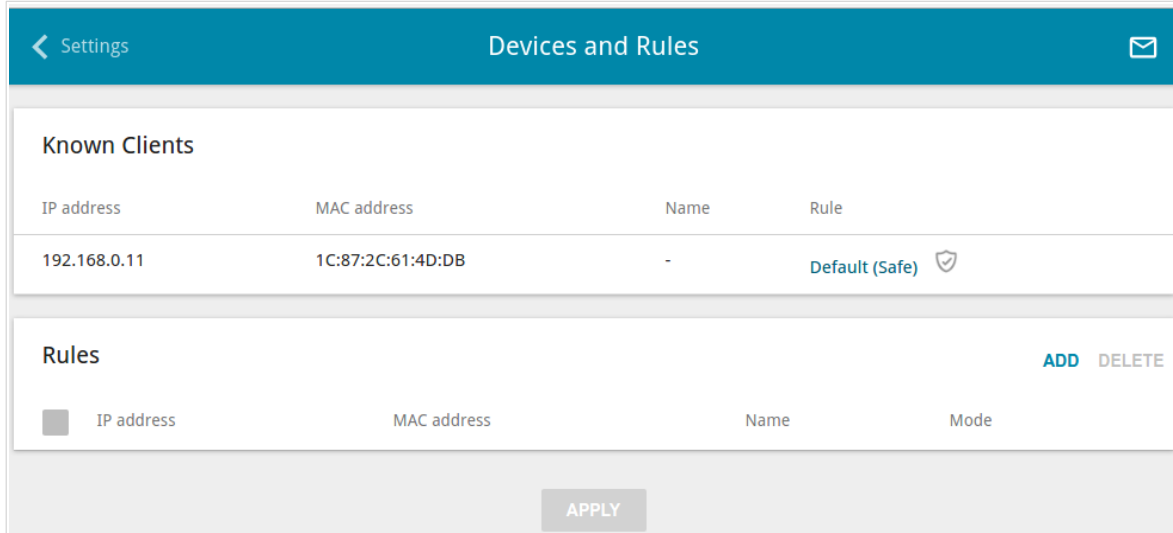 Settings Devices and Rules
Known Clients
IP address MAC address Name Rule
192.168.0.11 1C:87:2C:61:4D:DB - Default (Safe)
Rules ADD DELETE
IP address MAC address Name Mode
APPLY